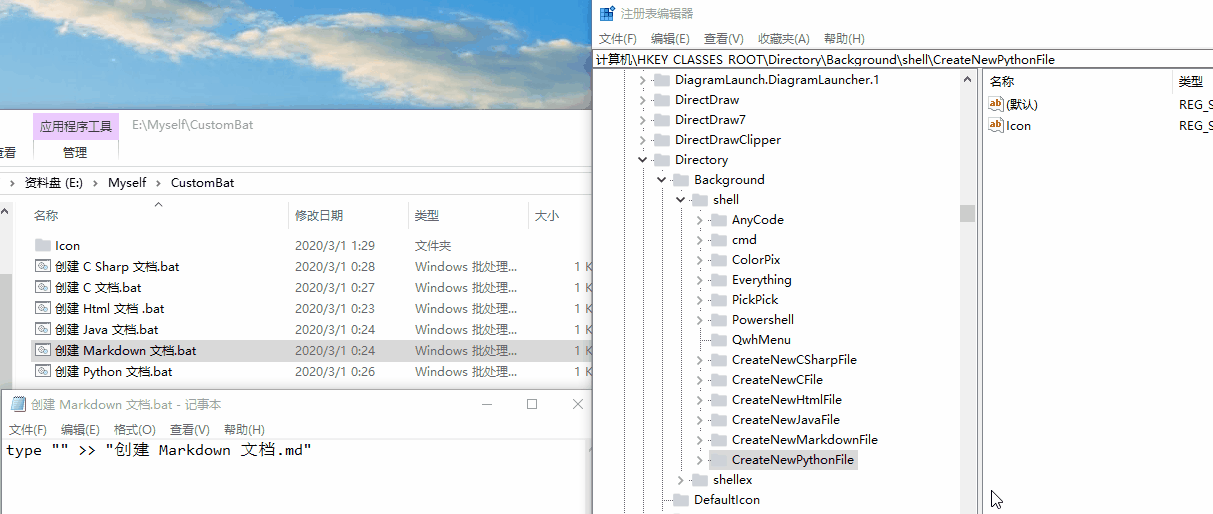 应用程序工具 E:\Myself\CustomBat
查看 管理
资料盘 (E:) Myself CustomBat
名称 修改日期 类型 大小
Icon 2020/3/1 1:29 文件夹
创建 C Sharp 文档.bat 2020/3/1 0:28 Windows 批处理... 1 K
创建 C 文档.bat 2020/3/1 0:27 Windows 批处理... 1 K
创建 Html 文档 .bat 2020/3/1 0:23 Windows 批处理... 1 K
创建 Java 文档.bat 2020/3/1 0:24 Windows 批处理... 1 K
创建 Markdown 文档.bat 2020/3/1 0:24 Windows 批处理... 1 K
创建 Python 文档.bat 2020/3/1 0:26 Windows 批处理... 1 K
创建 Markdown 文档.bat - 记事本
文件(F) 编辑(E) 格式(O) 查看(V) 帮助(H)
type "" >> "创建 Markdown 文档.md"
注册表编辑器
文件(F) 编辑(E) 查看(V) 收藏夹(A) 帮助(H)
计算机\HKEY_CLASSES_ROOT\Directory\Background\shell\CreateNewPythonFile
DiagramLaunch.DiagramLauncher.1
DirectDraw
DirectDraw7
DirectDrawClipper
Directory
Background
shell
AnyCode
cmd
ColorPix
Everything
PickPick
Powershell
QwhMenu
CreateNewCSharpFile
CreateNewCFile
CreateNewHtmlFile
CreateNewJavaFile
CreateNewMarkdownFile
CreateNewPythonFile
shellex
DefaultIcon
名称 类型
(默认) REG_S
Icon REG_S